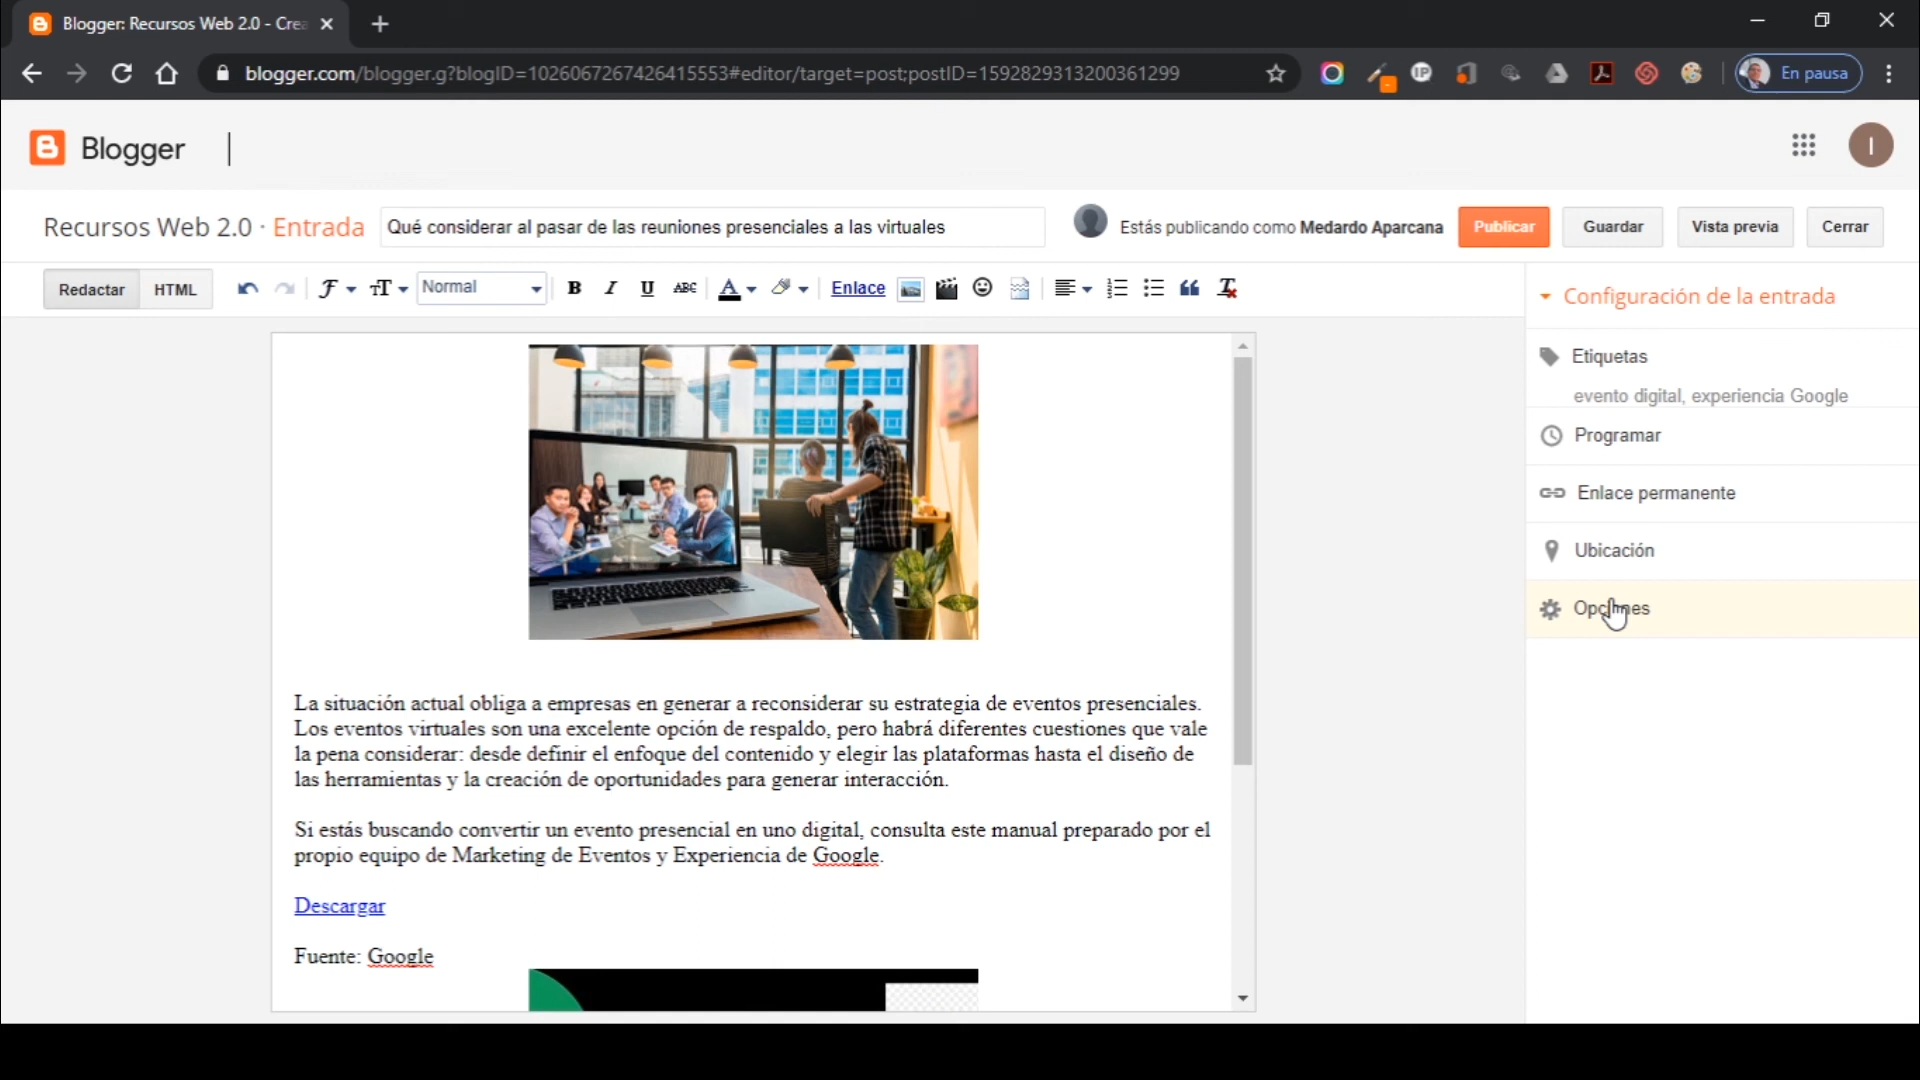 Blogger: Recursos Web 2.0 - Crea
blogger.com/blogger.g?blogID=1026067267426415553#editor/target=post;postID=1592829313200361299
IP
En pausa
Blogger
I
Recursos Web 2.0 · Entrada
Qué considerar al pasar de las reuniones presenciales a las virtuales
Estás publicando como Medardo Aparcana
Publicar
Guardar
Vista previa
Cerrar
Redactar
HTML
Normal
B I U ABC A
Enlace
Configuración de la entrada
Etiquetas
evento digital, experiencia Google
Programar
Enlace permanente
Ubicación
Opciones
La situación actual obliga a empresas en generar a reconsiderar su estrategia de eventos presenciales.
Los eventos virtuales son una excelente opción de respaldo, pero habrá diferentes cuestiones que vale
la pena considerar: desde definir el enfoque del contenido y elegir las plataformas hasta el diseño de
las herramientas y la creación de oportunidades para generar interacción.
Si estás buscando convertir un evento presencial en uno digital, consulta este manual preparado por el
propio equipo de Marketing de Eventos y Experiencia de Google.
Descargar
Fuente: Google